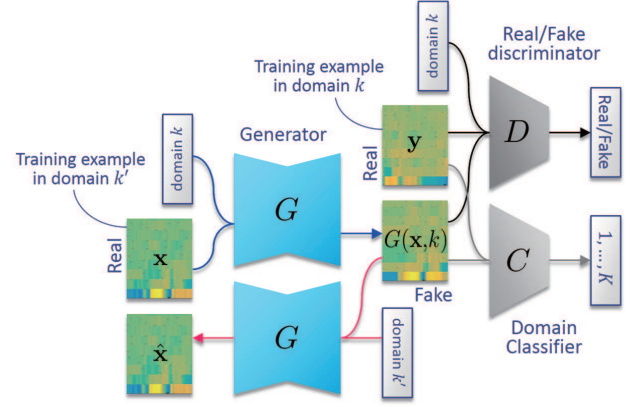 domain k
Real/Fake
discriminator
Training example
in domain k
Generator
Real
y
D
Real/Fake
domain k
Training example
in domain k′
G
Real
x
G(x,k)
C
1, ..., K
Fake
Domain
Classifier
x̂
G
domain k′